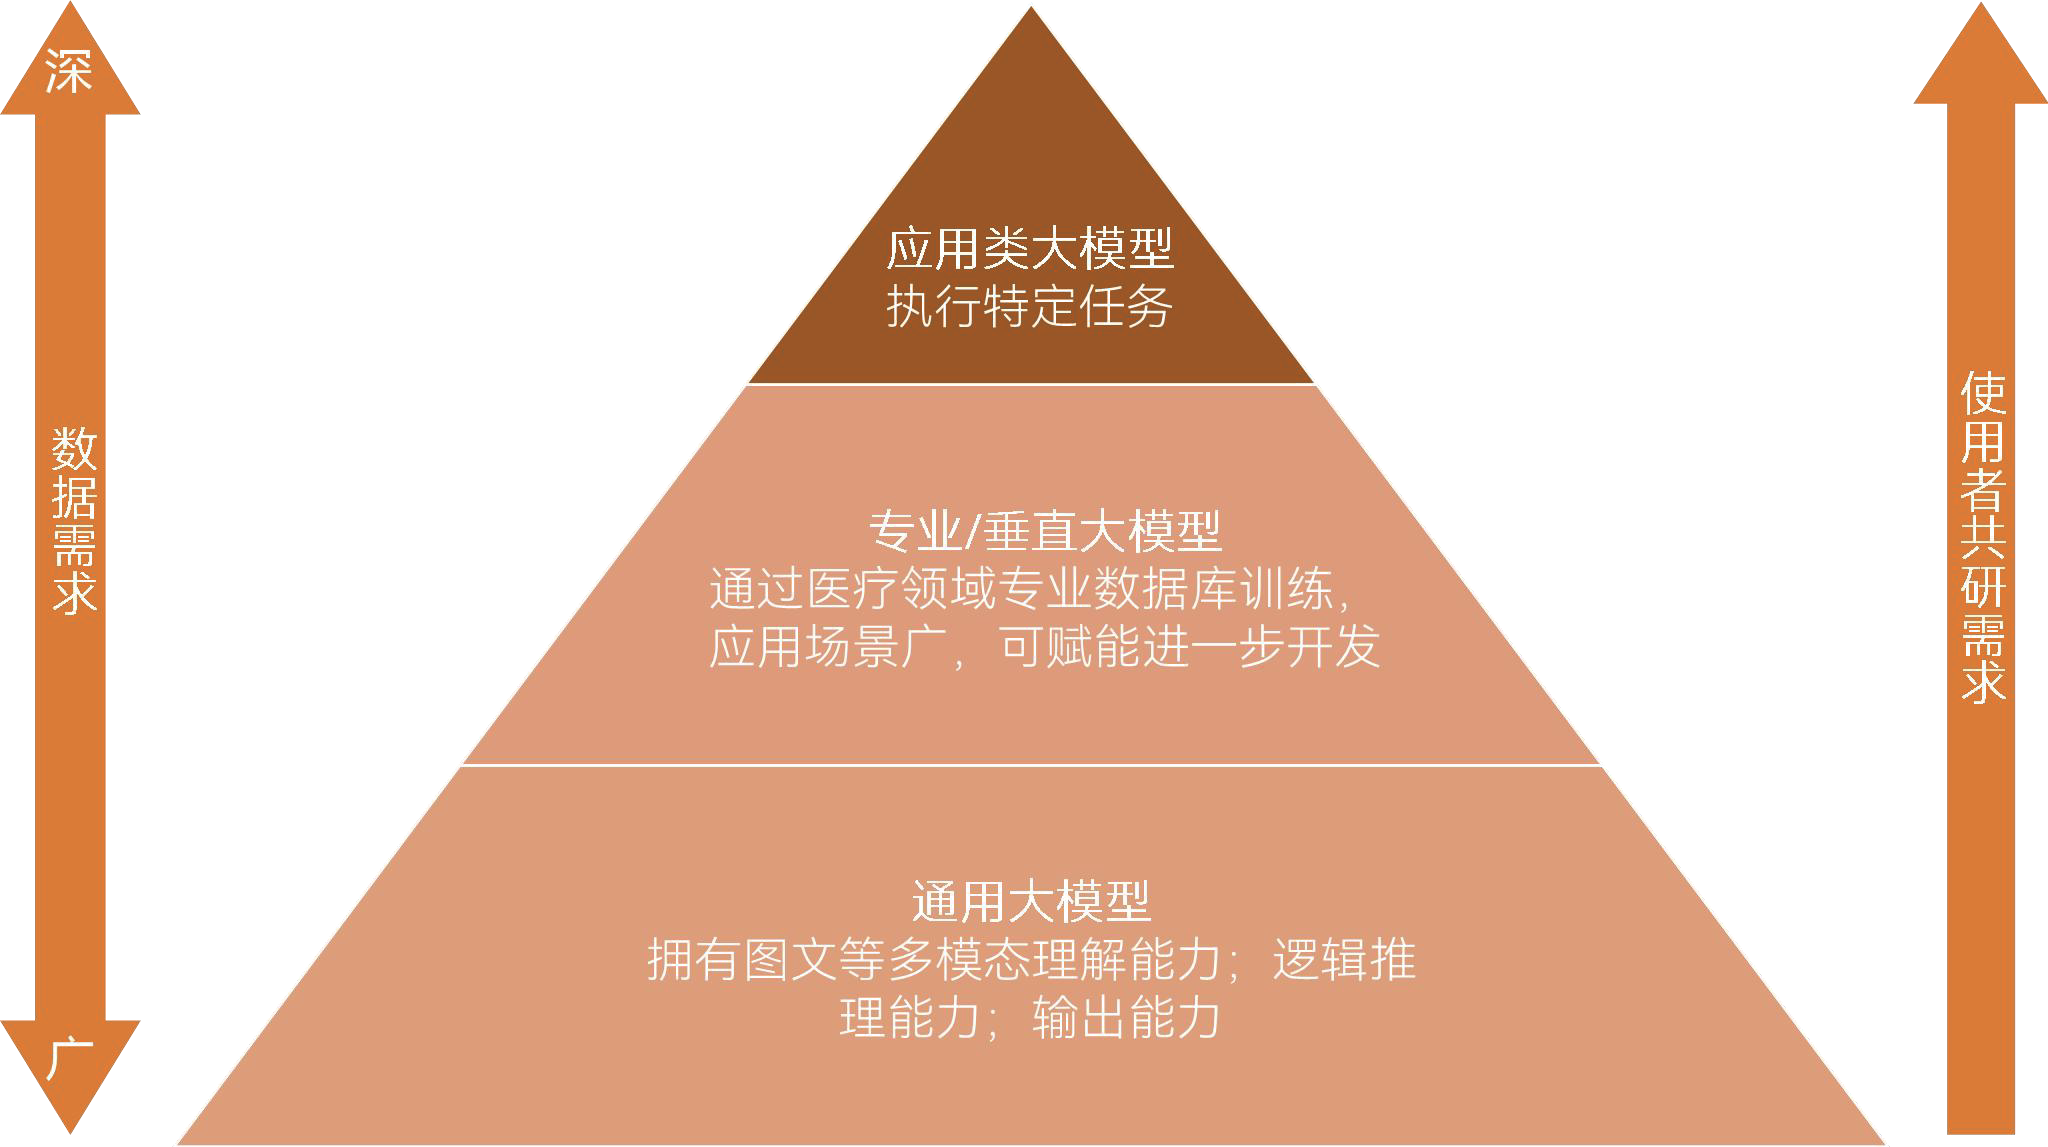 深
数据需求
广
应用类大模型
执行特定任务
专业/垂直大模型
通过医疗领域专业数据库训练，
应用场景广，可赋能进一步开发
通用大模型
拥有图文等多模态理解能力；逻辑推
理能力；输出能力
使用者共研需求